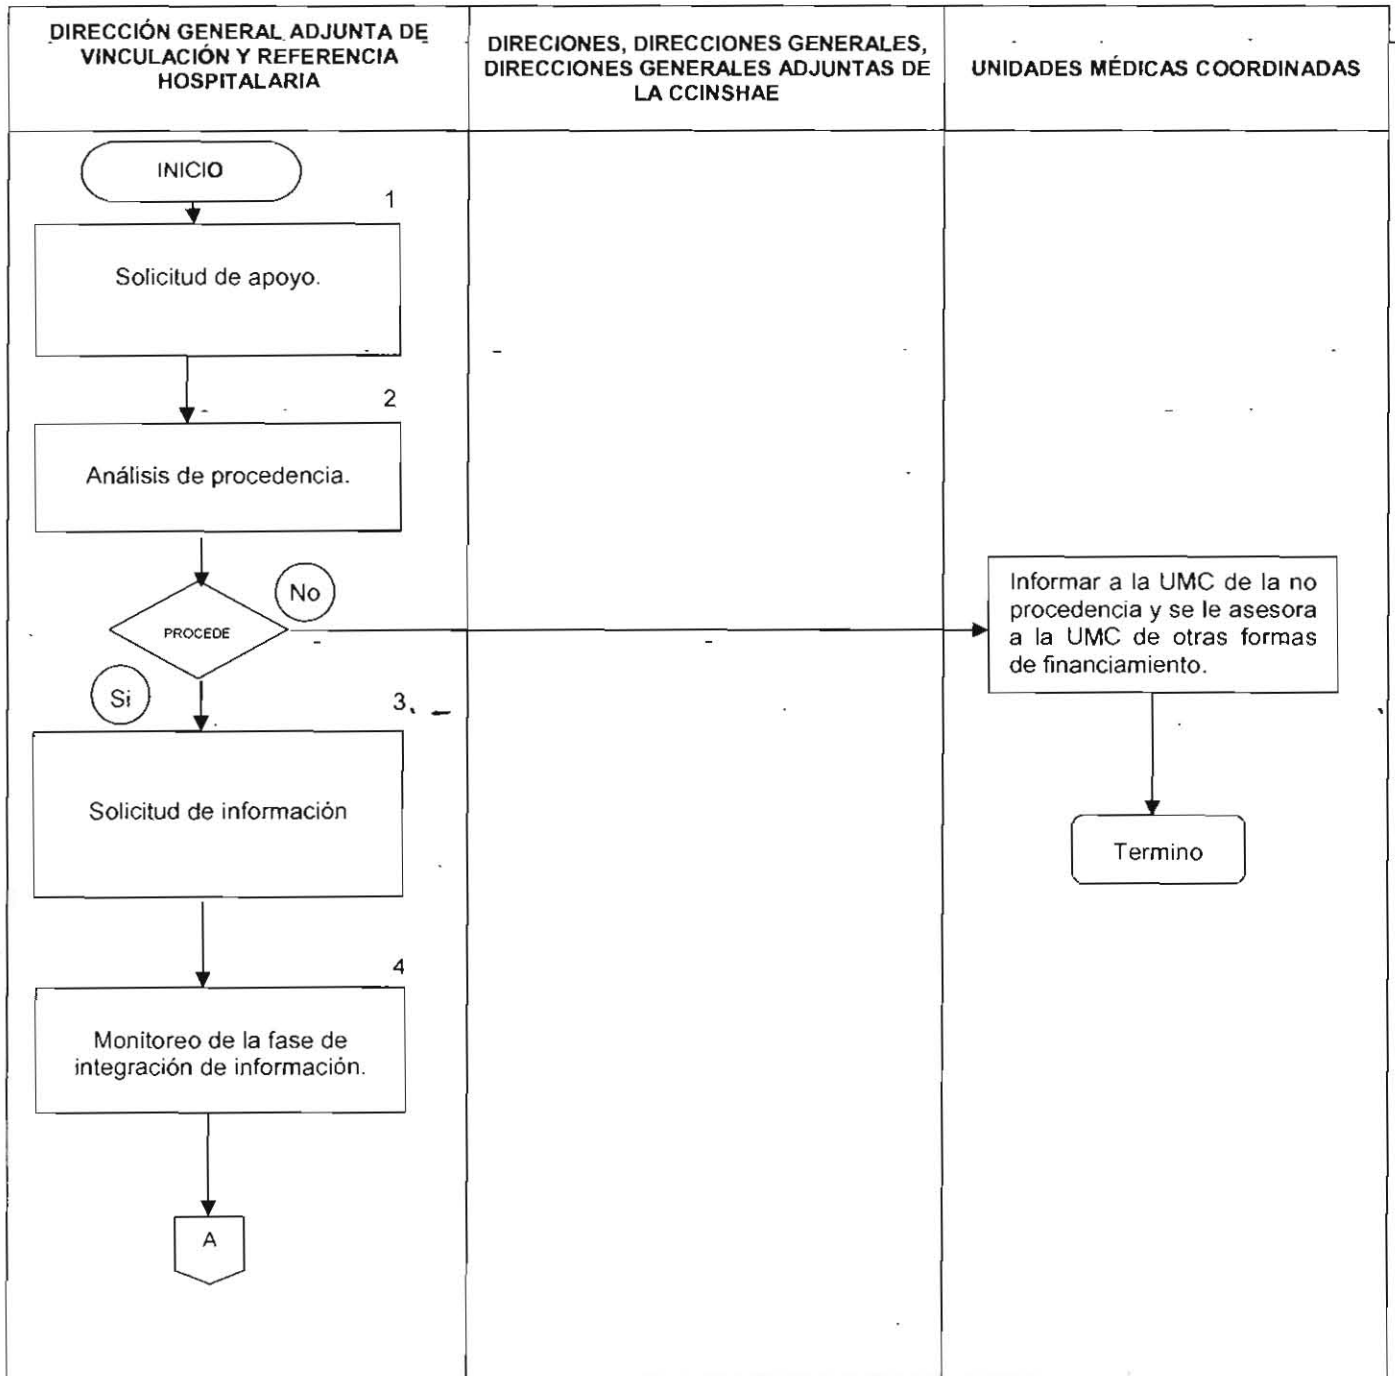 DIRECCIÓN GENERAL ADJUNTA DE
VINCULACIÓN Y REFERENCIA
HOSPITALARIA
DIRECIONES, DIRECCIONES GENERALES,
DIRECCIONES GENERALES ADJUNTAS DE
LA CCINSHAE
UNIDADES MÉDICAS COORDINADAS
INICIO
1
Solicitud de apoyo.
2
Análisis de procedencia.
No
PROCEDE
Informar a la UMC de la no
procedencia y se le asesora
a la UMC de otras formas
de financiamiento.
Si
3
Solicitud de información
Termino
4
Monitoreo de la fase de
integración de información.
A